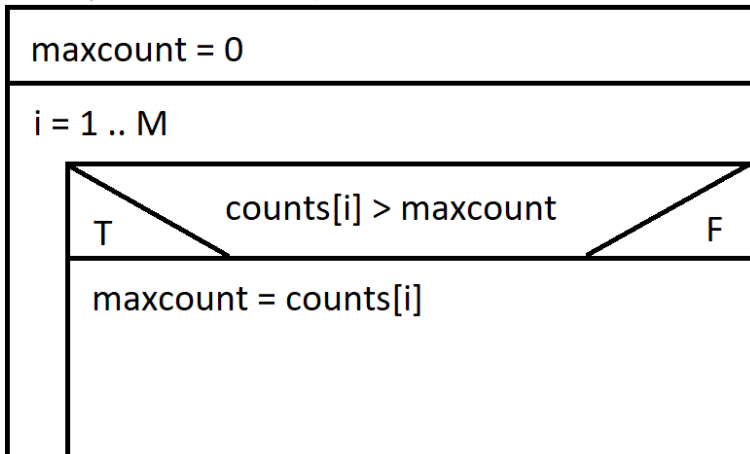 maxcount = 0
i = 1 .. M
counts[i] > maxcount
T
F
maxcount = counts[i]